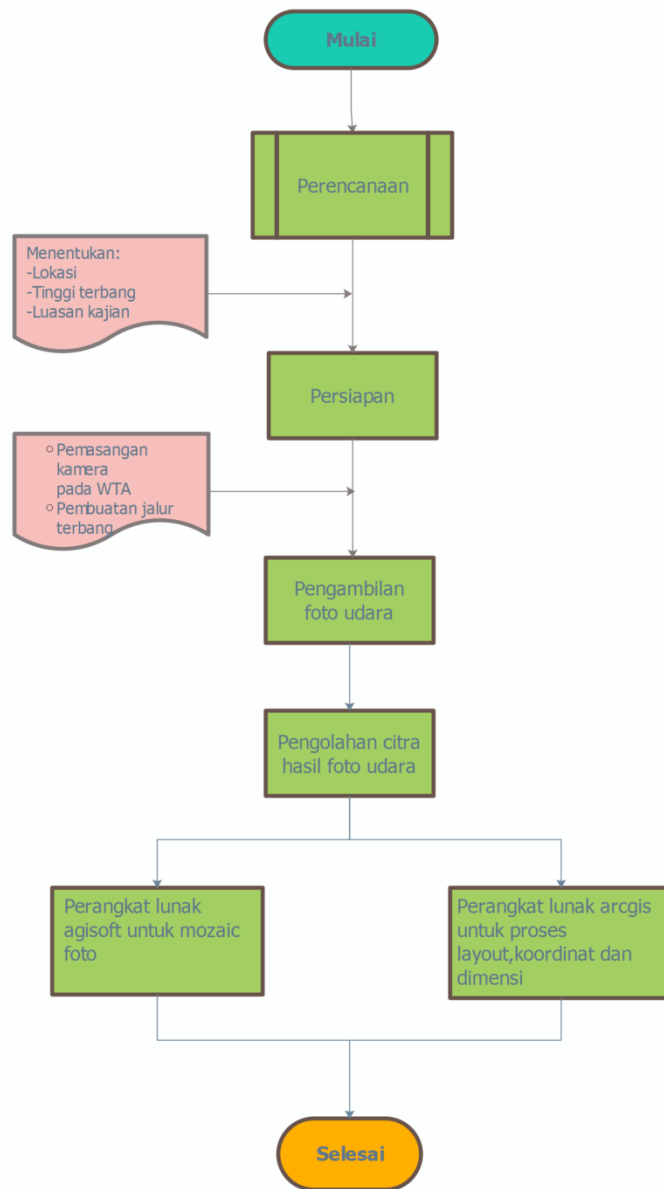 Mulai
Perencanaan
Menentukan:
-Lokasi
-Tinggi terbang
-Luasan kajian
Persiapan
Pemasangan
kamera
pada WTA
Pembuatan jalur
terbang
Pengambilan
foto udara
Pengolahan citra
hasil foto udara
Perangkat lunak
agisoft untuk mozaic
foto
Perangkat lunak arcgis
untuk proses
layout,koordinat dan
dimensi
Selesai